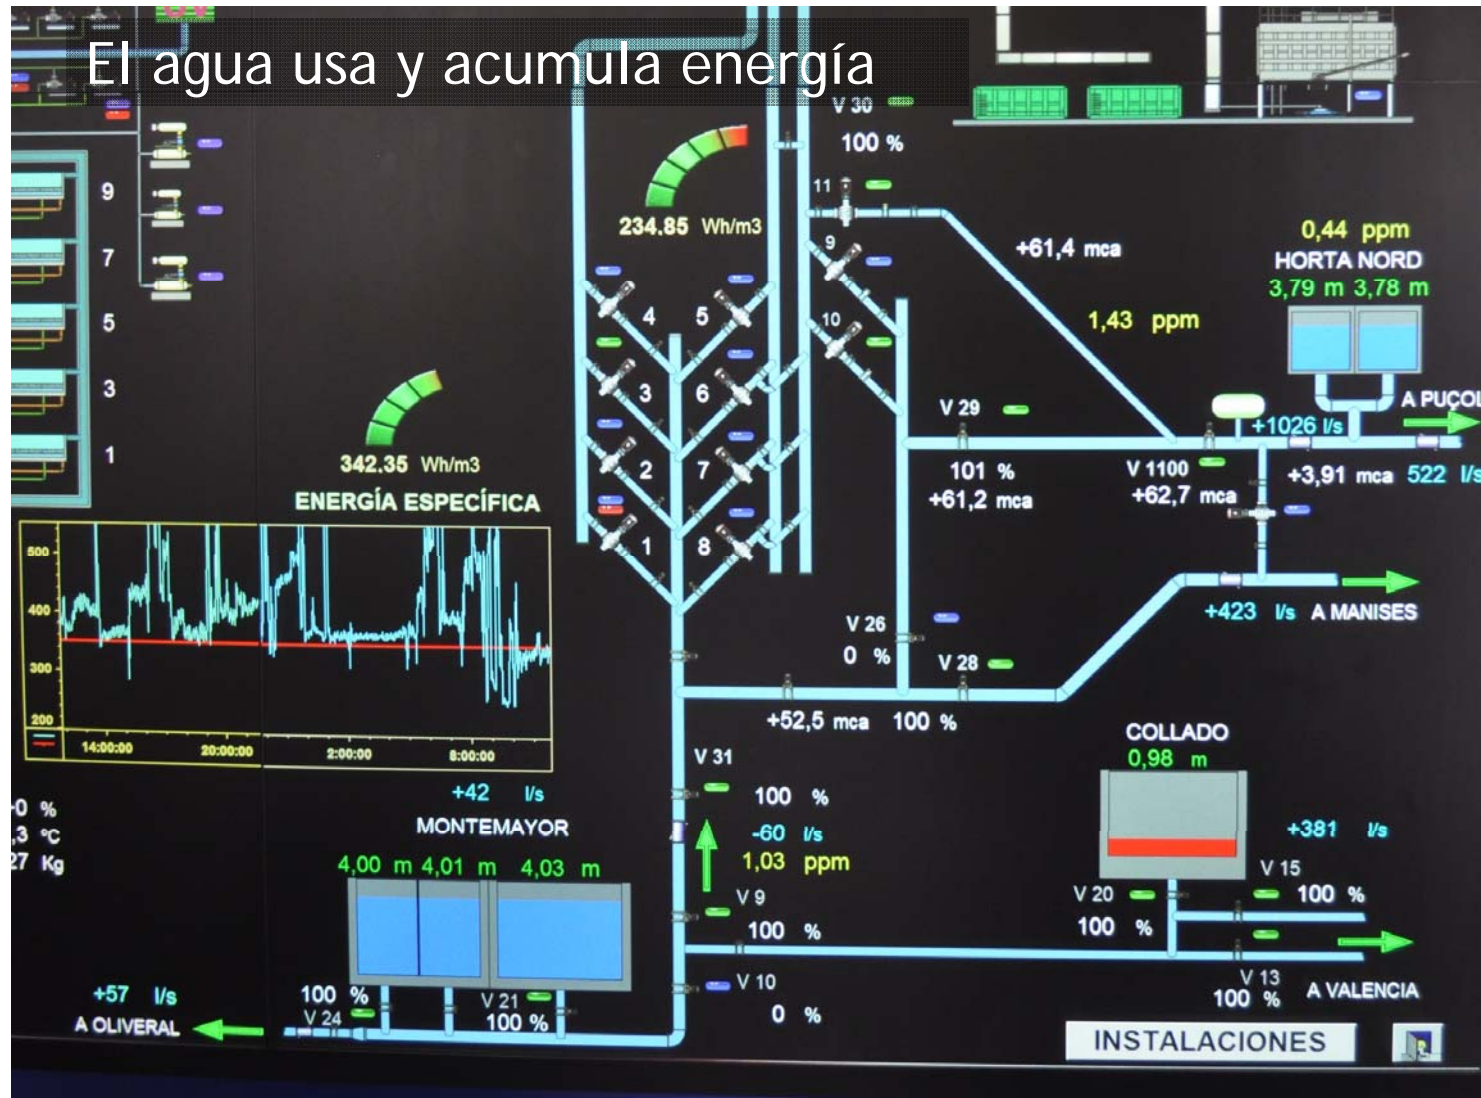 El agua usa y acumula energía
V 30
100 %
234.85 Wh/m3
11
+61,4 mca
0,44 ppm
HORTA NORD
3,79 m 3,78 m
1,43 ppm
9
7
5
3
1
9
10
4 5
3 6
2 7
1 8
342.35 Wh/m3
ENERGÍA ESPECÍFICA
500
400
300
200
14:00:00 20:00:00 2:00:00 8:00:00
V 29
101 %
+61,2 mca
V 1100
+62,7 mca
A PUÇOL
+1026 l/s
+3,91 mca 522 l/s
+423 l/s A MANISES
V 26
0 %
V 28
+52,5 mca 100 %
V 31
100 %
-60 l/s
1,03 ppm
V 9
100 %
V 10
0 %
COLLADO
0,98 m
+381 l/s
V 15
100 %
V 20
100 %
V 13
100 %
A VALENCIA
+42 l/s
MONTEMAYOR
4,00 m 4,01 m 4,03 m
-0 %
,3 ºC
27 Kg
+57 l/s
A OLIVERAL
100 %
V 24
V 21
100 %
INSTALACIONES